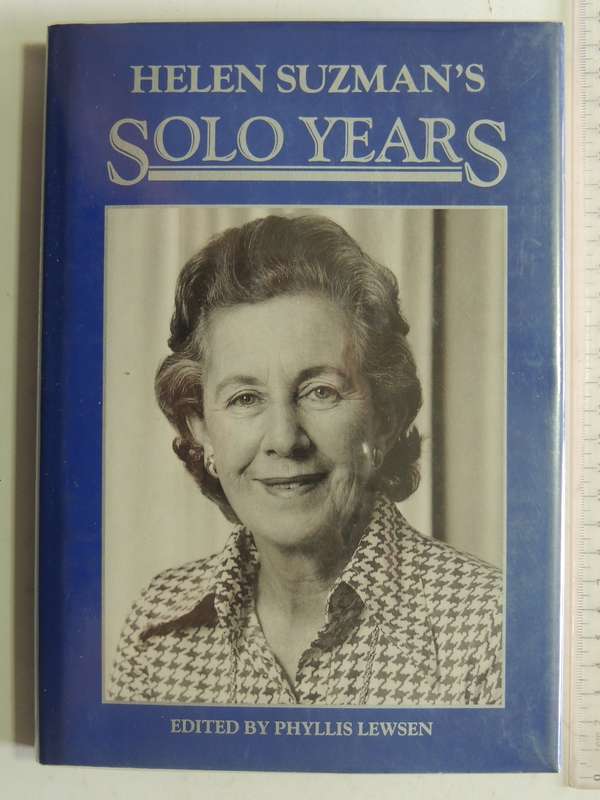 HELEN SUZMAN'S
SOLO YEARS
EDITED BY PHYLLIS LEWSEN